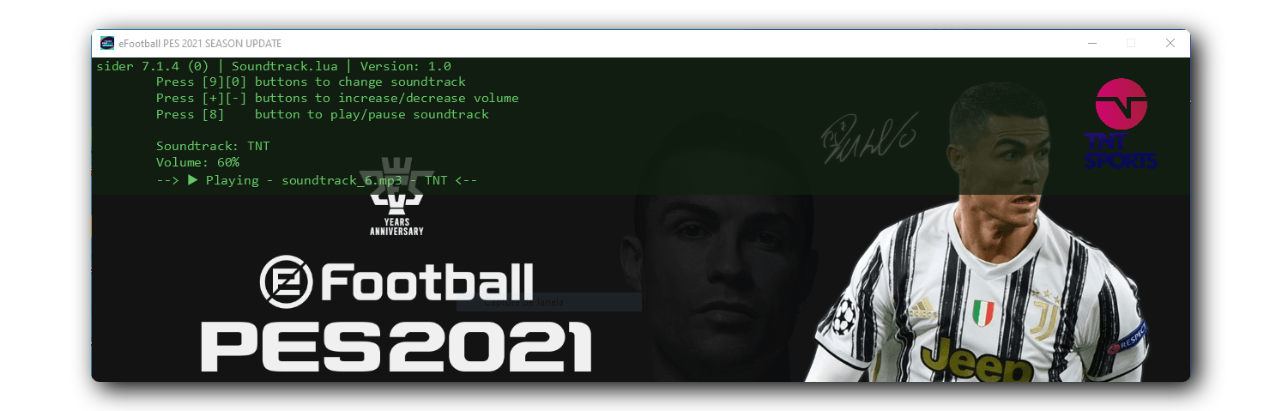 eFootball PES 2021 SEASON UPDATE
sider 7.1.4 (0) | Soundtrack.lua | Version: 1.0
Press [9][0] buttons to change soundtrack
Press [+][-] buttons to increase/decrease volume
Press [8] button to play/pause soundtrack
Soundtrack: TNT
Volume: 60%
--> ▶ Playing - soundtrack_6.mp3 - TNT <--
TNT
SPORTS
PES
YEARS
ANNIVERSARY
eFootball
PES2021
Jeep
RESPECT